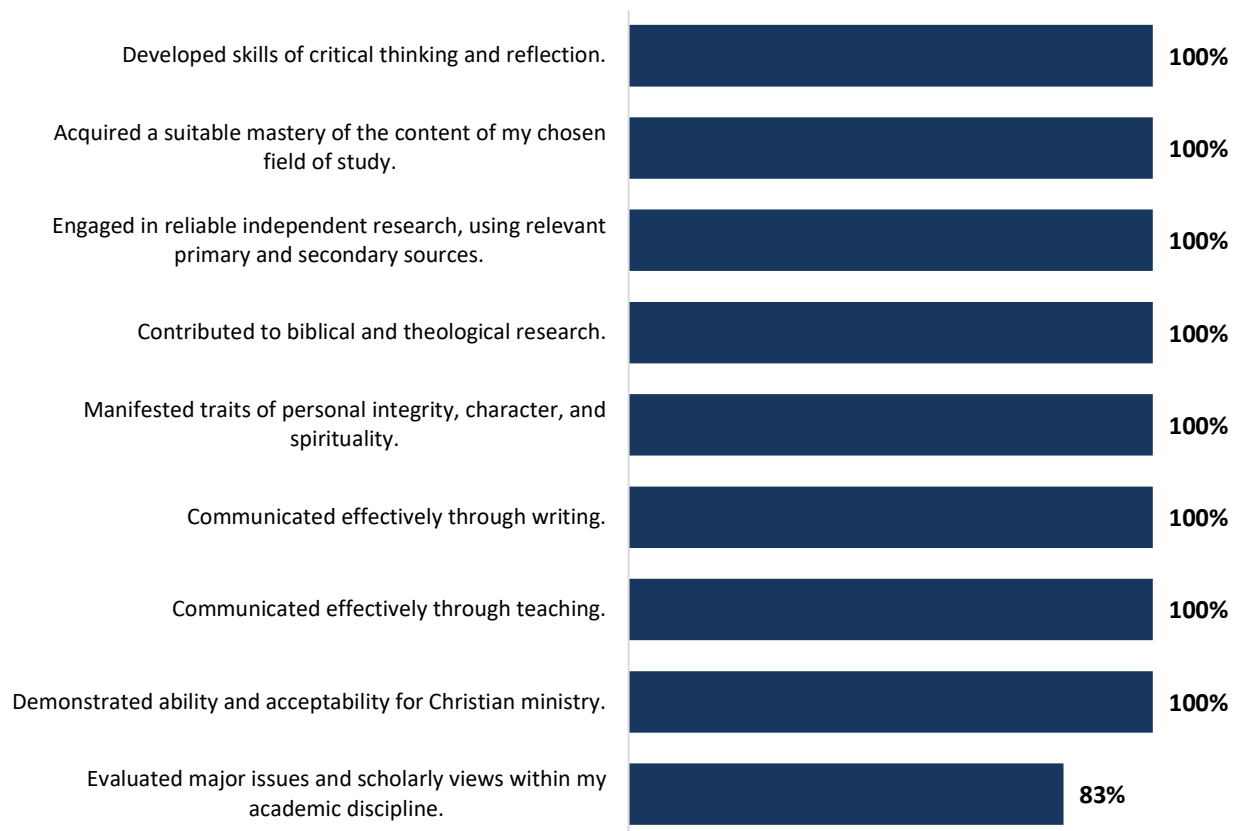 Developed skills of critical thinking and reflection.
100%
Acquired a suitable mastery of the content of my chosen
field of study.
100%
Engaged in reliable independent research, using relevant
primary and secondary sources.
100%
Contributed to biblical and theological research.
100%
Manifested traits of personal integrity, character, and
spirituality.
100%
Communicated effectively through writing.
100%
Communicated effectively through teaching.
100%
Demonstrated ability and acceptability for Christian ministry.
100%
Evaluated major issues and scholarly views within my
academic discipline.
83%